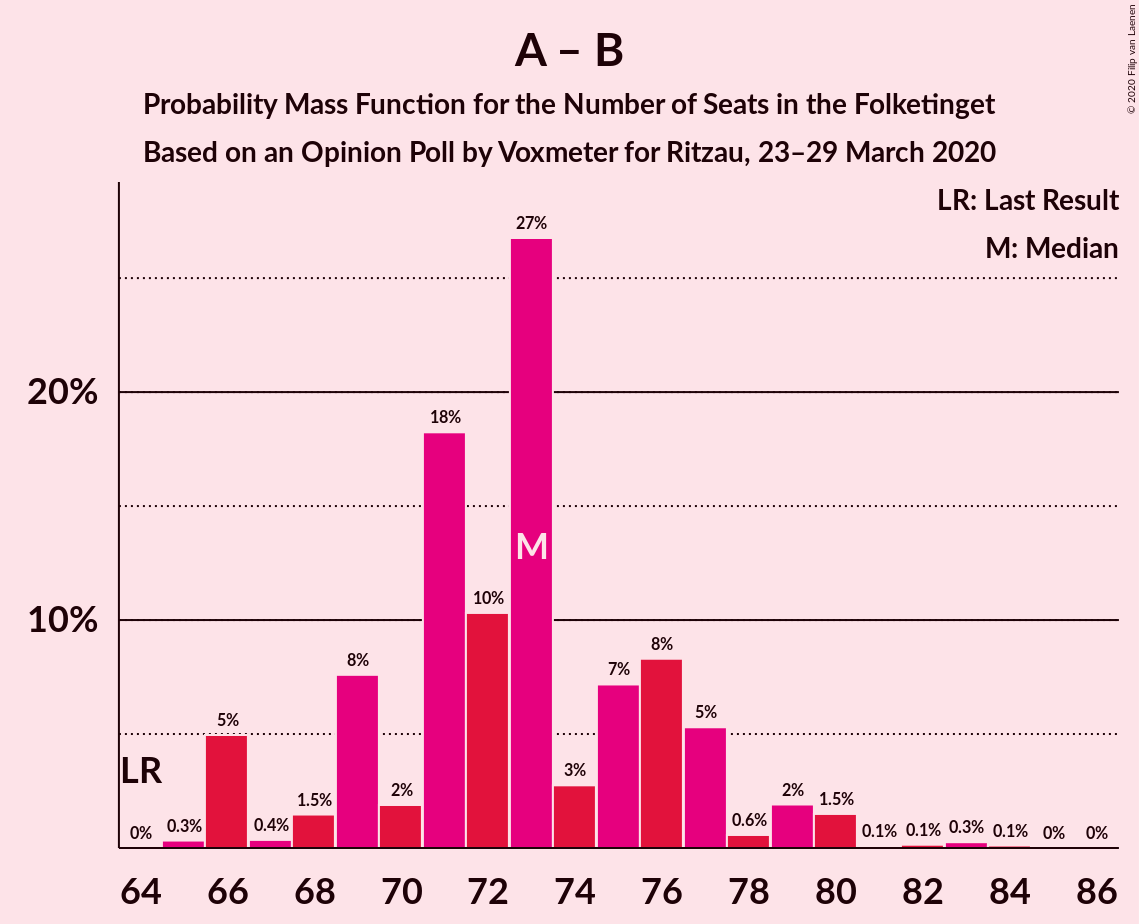 A – B
Probability Mass Function for the Number of Seats in the Folketinget
Based on an Opinion Poll by Voxmeter for Ritzau, 23–29 March 2020
© 2020 Filip van Laenen
LR: Last Result
M: Median
20%
10%
LR
M
0%
0.3%
5%
0.4%
1.5%
8%
2%
18%
10%
27%
3%
7%
8%
5%
0.6%
2%
1.5%
0.1%
0.1%
0.3%
0.1%
0%
0%
64 66 68 70 72 74 76 78 80 82 84 86